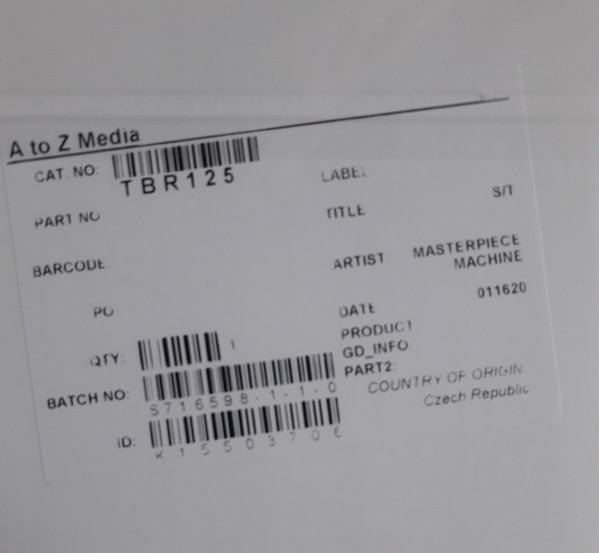 A to Z Media
CAT. NO:
TBR125
LABEL
PART NO
TITLE S/T
BARCODE
ARTIST MASTERPIECE
MACHINE
PO
DATE 011620
QTY: 1
PRODUCT
GD_INFO
BATCH NO:
S716598-1-1-0
PART2:
COUNTRY OF ORIGIN
Czech Republic
ID: